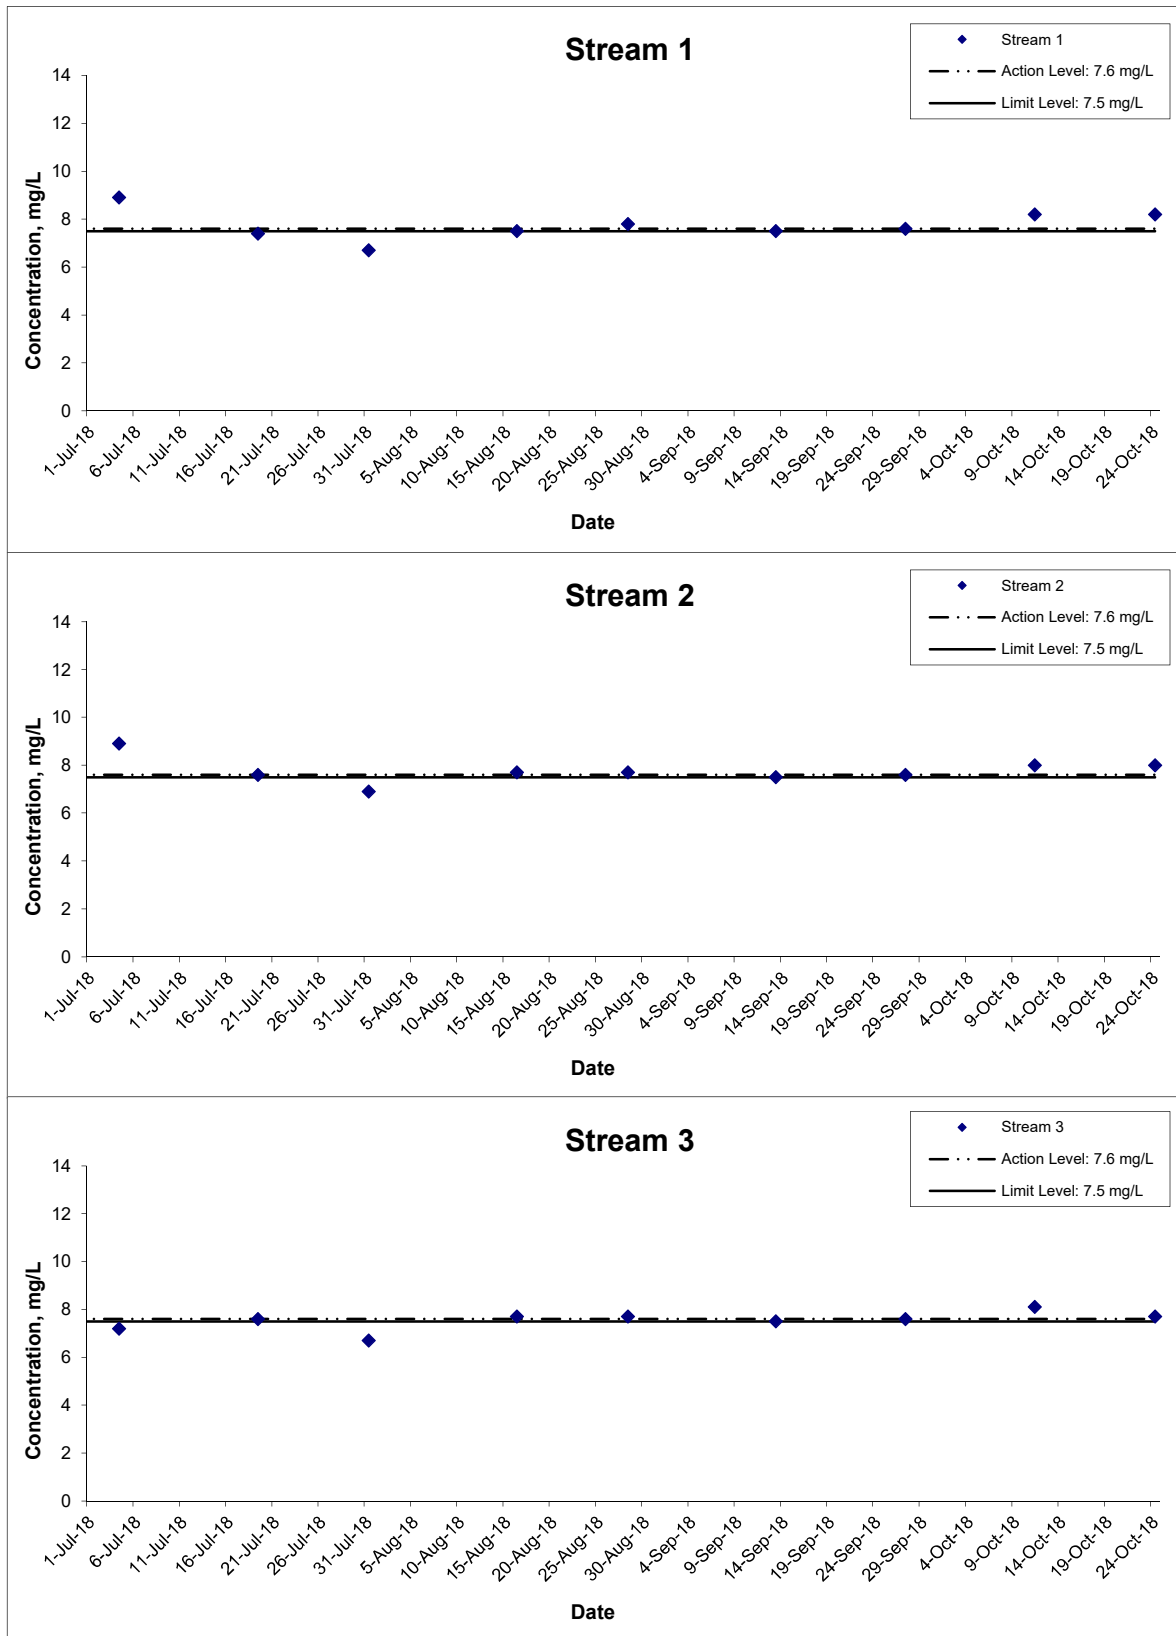 Stream 1
Stream 1
Action Level: 7.6 mg/L
Limit Level: 7.5 mg/L
Concentration, mg/L
14
12
10
8
6
4
2
0
1-Jul-18
6-Jul-18
11-Jul-18
16-Jul-18
21-Jul-18
26-Jul-18
31-Jul-18
5-Aug-18
10-Aug-18
15-Aug-18
20-Aug-18
25-Aug-18
30-Aug-18
4-Sep-18
9-Sep-18
14-Sep-18
19-Sep-18
24-Sep-18
29-Sep-18
4-Oct-18
9-Oct-18
14-Oct-18
19-Oct-18
24-Oct-18
Date
Stream 2
Stream 2
Action Level: 7.6 mg/L
Limit Level: 7.5 mg/L
Concentration, mg/L
14
12
10
8
6
4
2
0
1-Jul-18
6-Jul-18
11-Jul-18
16-Jul-18
21-Jul-18
26-Jul-18
31-Jul-18
5-Aug-18
10-Aug-18
15-Aug-18
20-Aug-18
25-Aug-18
30-Aug-18
4-Sep-18
9-Sep-18
14-Sep-18
19-Sep-18
24-Sep-18
29-Sep-18
4-Oct-18
9-Oct-18
14-Oct-18
19-Oct-18
24-Oct-18
Date
Stream 3
Stream 3
Action Level: 7.6 mg/L
Limit Level: 7.5 mg/L
Concentration, mg/L
14
12
10
8
6
4
2
0
1-Jul-18
6-Jul-18
11-Jul-18
16-Jul-18
21-Jul-18
26-Jul-18
31-Jul-18
5-Aug-18
10-Aug-18
15-Aug-18
20-Aug-18
25-Aug-18
30-Aug-18
4-Sep-18
9-Sep-18
14-Sep-18
19-Sep-18
24-Sep-18
29-Sep-18
4-Oct-18
9-Oct-18
14-Oct-18
19-Oct-18
24-Oct-18
Date